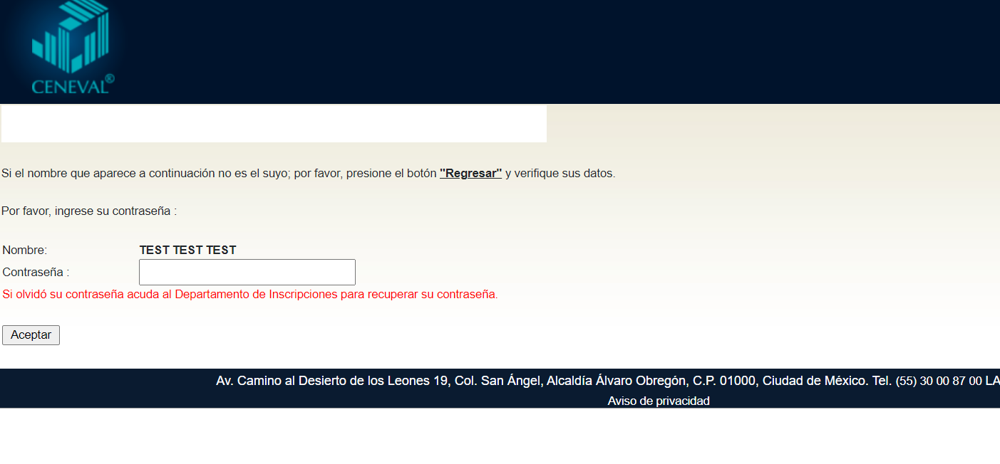 CENEVAL®
Si el nombre que aparece a continuación no es el suyo; por favor, presione el botón "Regresar" y verifique sus datos.
Por favor, ingrese su contraseña :
Nombre: TEST TEST TEST
Contraseña :
Si olvidó su contraseña acuda al Departamento de Inscripciones para recuperar su contraseña.
Aceptar
Av. Camino al Desierto de los Leones 19, Col. San Ángel, Alcaldía Álvaro Obregón, C.P. 01000, Ciudad de México. Tel. (55) 30 00 87 00 LA
Aviso de privacidad